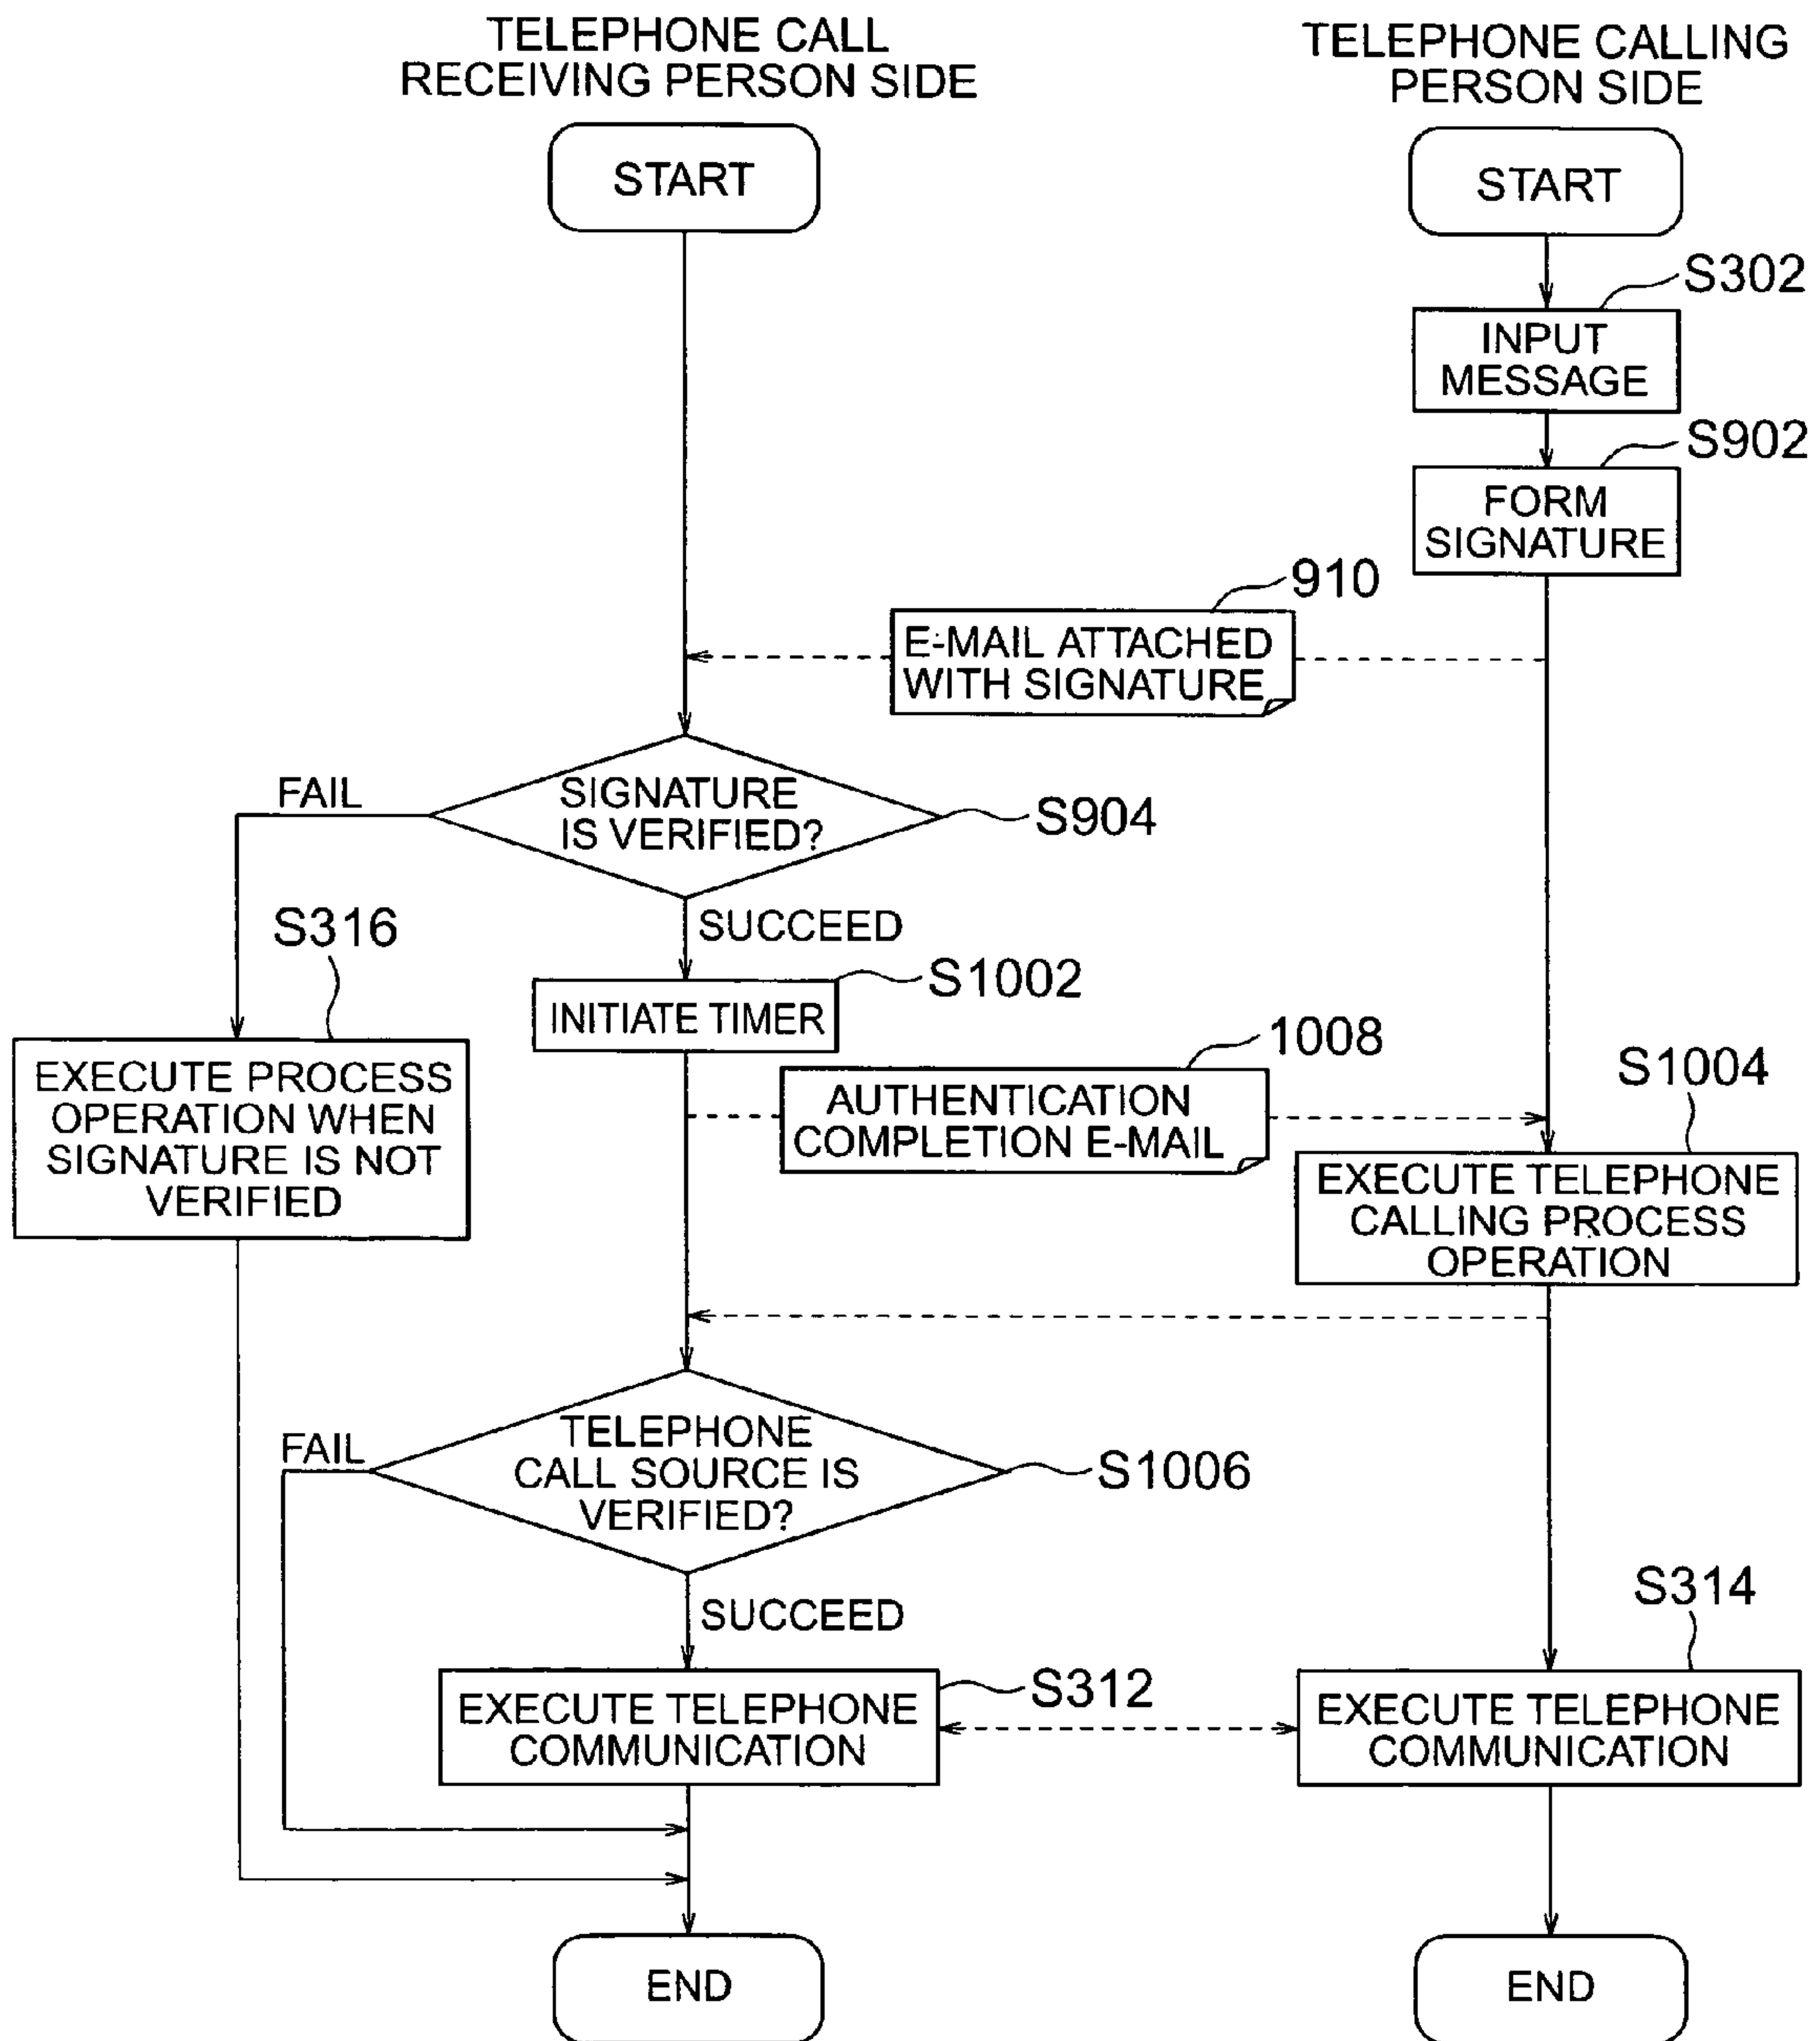 TELEPHONE CALL
RECEIVING PERSON SIDE
TELEPHONE CALLING
PERSON SIDE
START
START
S302
INPUT
MESSAGE
S902
FORM
SIGNATURE
910
E-MAIL ATTACHED
WITH SIGNATURE
FAIL
SIGNATURE
IS VERIFIED?
S904
SUCCEED
S316
S1002
INITIATE TIMER
1008
AUTHENTICATION
COMPLETION E-MAIL
S1004
EXECUTE PROCESS
OPERATION WHEN
SIGNATURE IS NOT
VERIFIED
EXECUTE TELEPHONE
CALLING PROCESS
OPERATION
FAIL
TELEPHONE
CALL SOURCE IS
VERIFIED?
S1006
SUCCEED
S314
S312
EXECUTE TELEPHONE
COMMUNICATION
EXECUTE TELEPHONE
COMMUNICATION
END
END